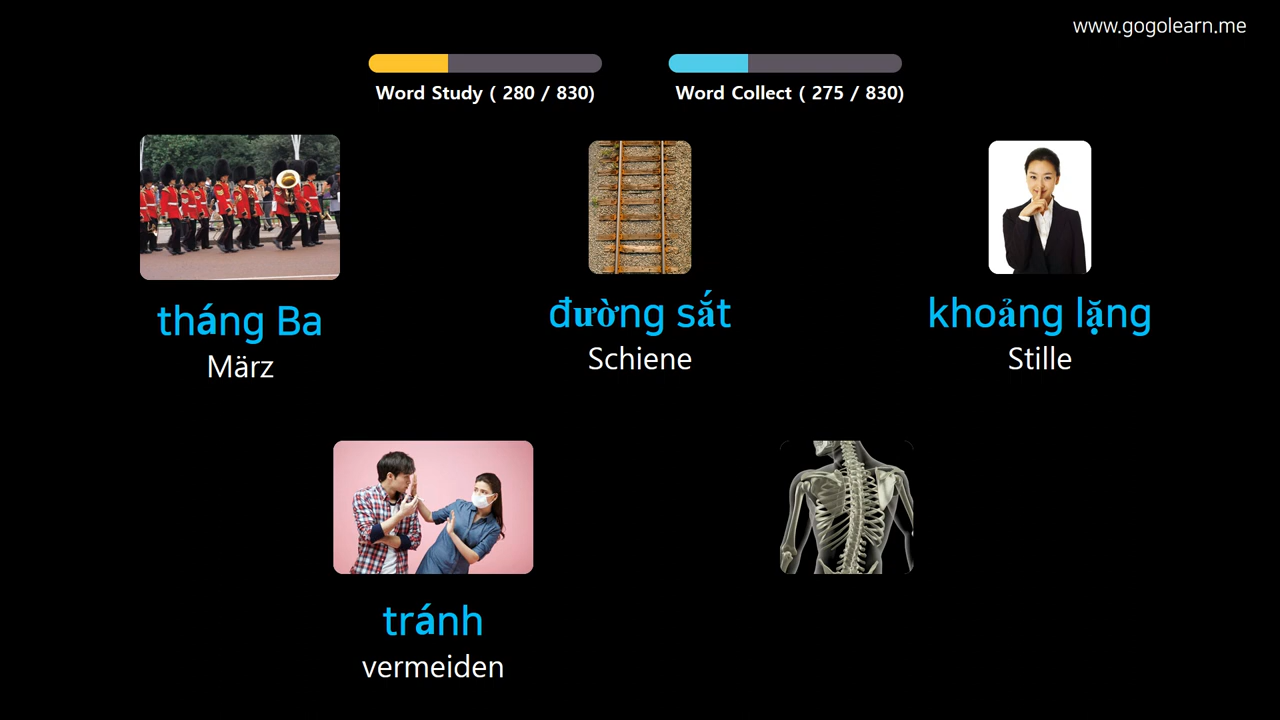 www.gogolearn.me
Word Study ( 280 / 830)
Word Collect ( 275 / 830)
tháng Ba
März
đường sắt
Schiene
khoảng lặng
Stille
tránh
vermeiden